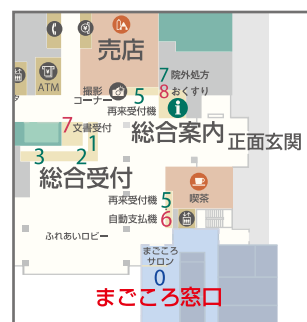 売店
ATM
撮影
コーナー
7 院外処方
5 8 おくすり
再来受付機
7 文書受付
1
総合案内
正面玄関
3 2
総合受付
喫茶
再来受付機 5
自動支払機 6
ふれあいロビー
まごころ
サロン
0
まごころ窓口